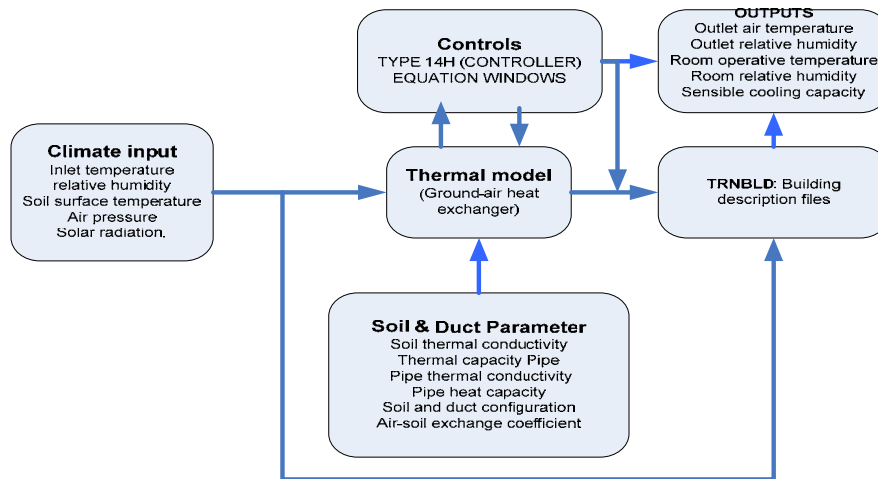 Controls
TYPE 14H (CONTROLLER)
EQUATION WINDOWS
OUTPUTS
Outlet air temperature
Outlet relative humidity
Room operative temperature
Room relative humidity
Sensible cooling capacity
Climate input
Inlet temperature
relative humidity
Soil surface temperature
Air pressure
Solar radiation.
Thermal model
(Ground-air heat
exchanger)
TRNBLD: Building
description files
Soil & Duct Parameter
Soil thermal conductivity
Thermal capacity Pipe
Pipe thermal conductivity
Pipe heat capacity
Soil and duct configuration
Air-soil exchange coefficient